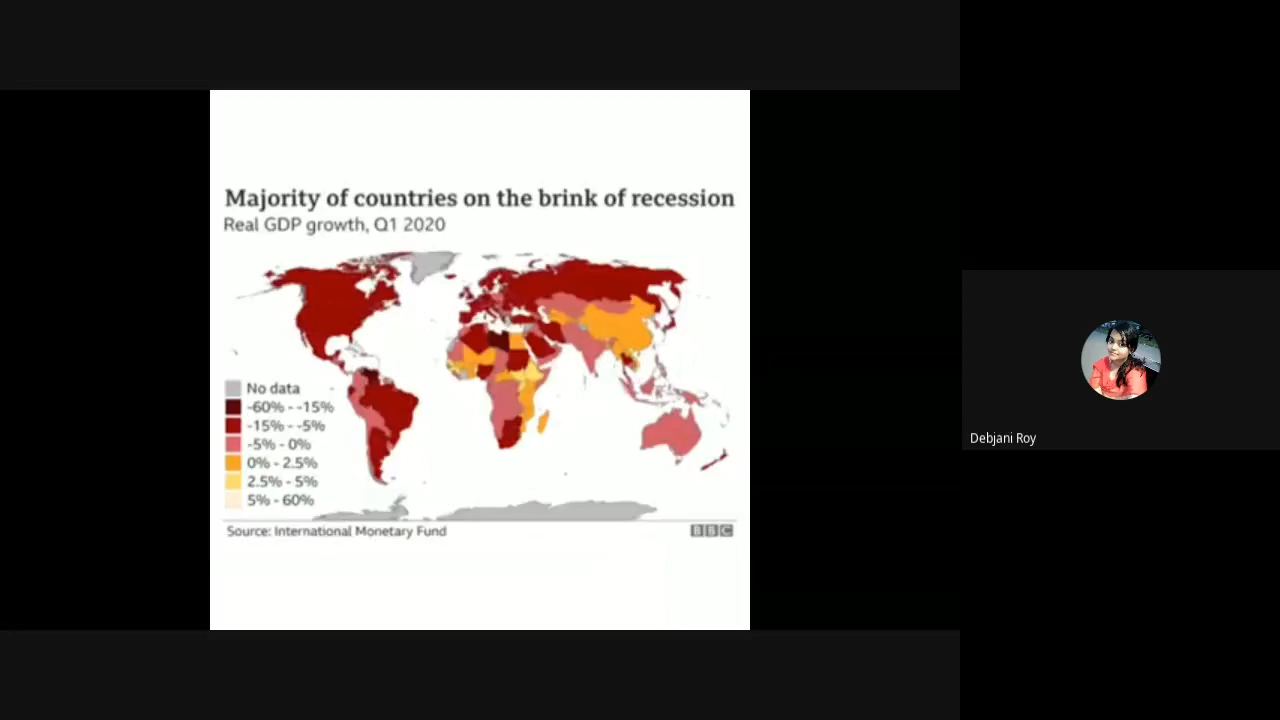 Majority of countries on the brink of recession
Real GDP growth, Q1 2020
No data
-60% - -15%
-15% - -5%
-5% - 0%
0% - 2.5%
2.5% - 5%
5% - 60%
Source: International Monetary Fund
BBC
Debjani Roy